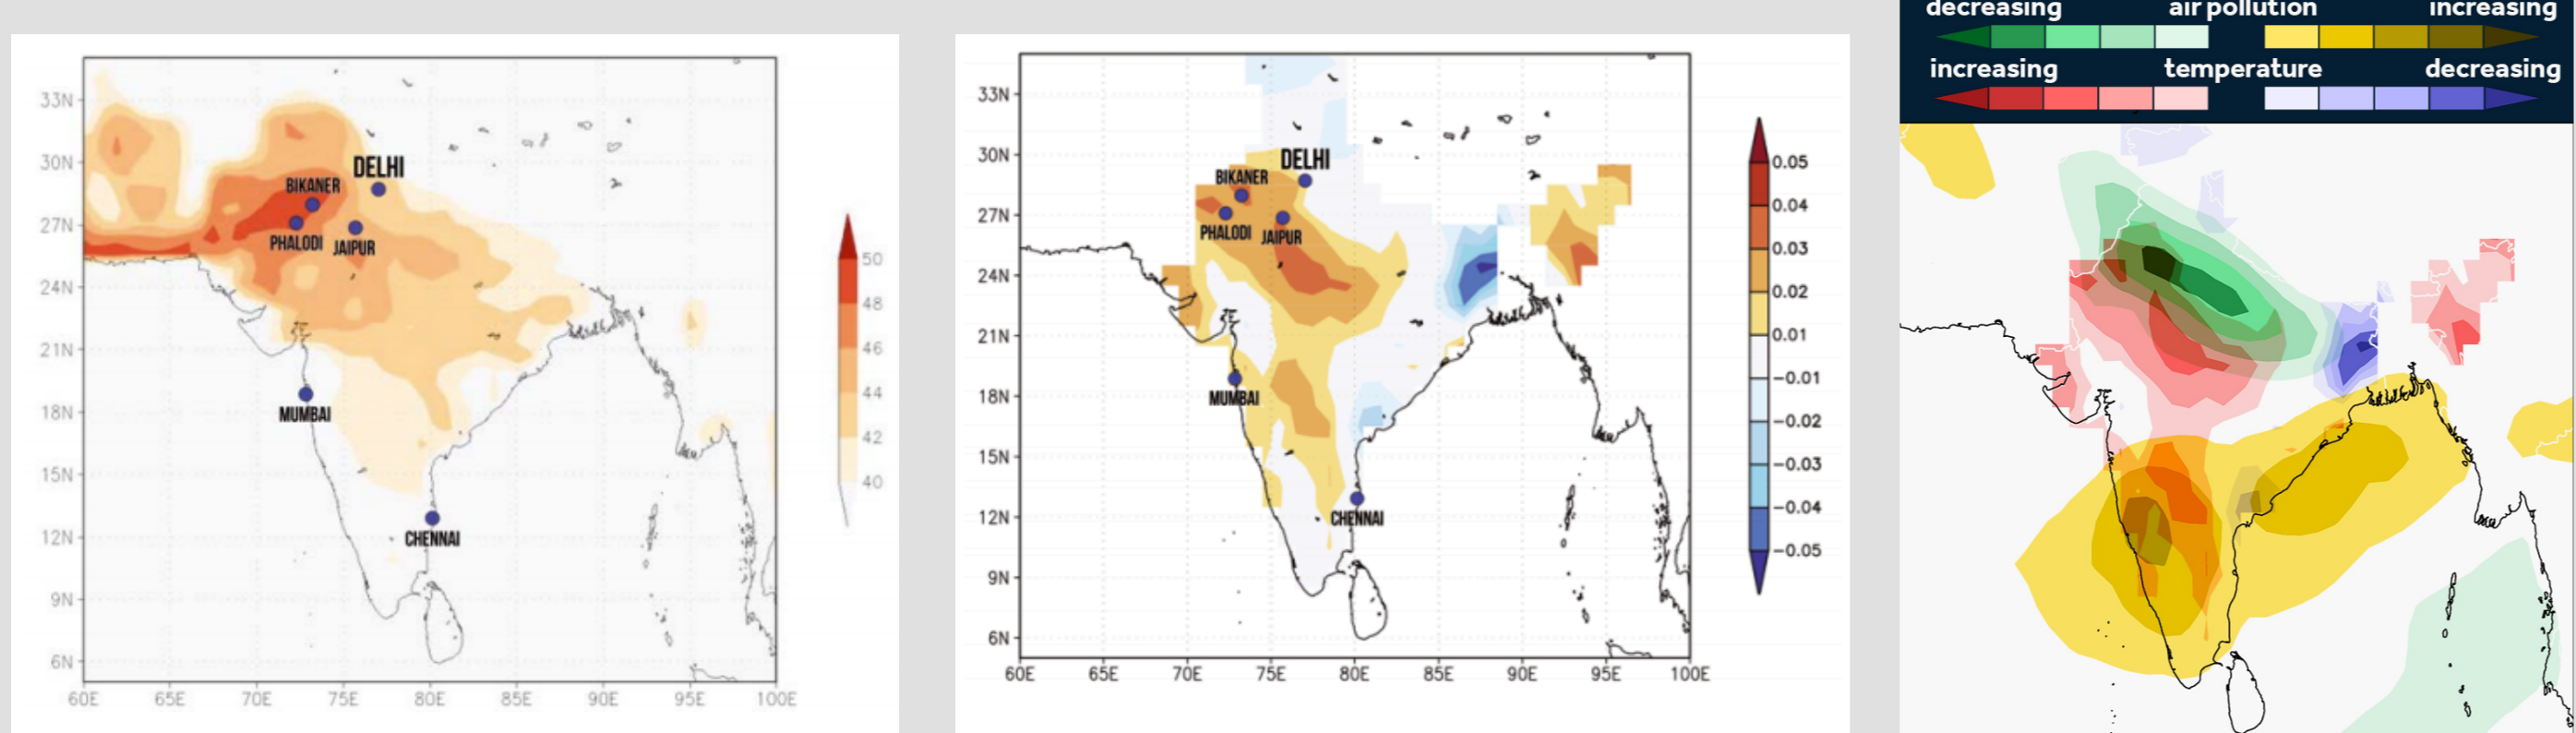 33N
30N
27N
24N
21N
18N
15N
12N
9N
6N
60E 65E 70E 75E 80E 85E 90E 95E 100E
DELHI
BIKANER
PHALODI
JAIPUR
MUMBAI
CHENNAI
50
48
46
44
42
40
33N
30N
27N
24N
21N
18N
15N
12N
9N
6N
60E 65E 70E 75E 80E 85E 90E 95E 100E
DELHI
BIKANER
PHALODI
JAIPUR
MUMBAI
CHENNAI
0.05
0.04
0.03
0.02
0.01
−0.01
−0.02
−0.03
−0.04
−0.05
decreasing air pollution increasing
increasing temperature decreasing